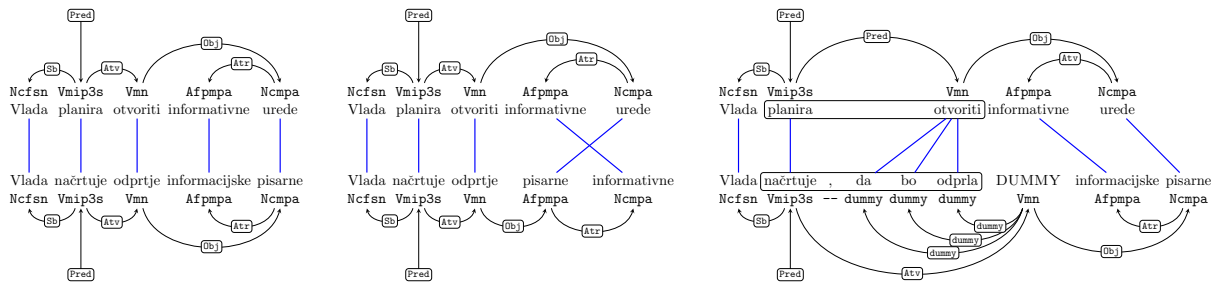 Pred
Obj
Sb Atv Atr
Ncfsn Vmip3s Vmn Afpmpa Ncmpa
Vlada planira otvoriti informativne urede
Vlada načrtuje odprtje informacijske pisarne
Ncfsn Vmip3s Vmn Afpmpa Ncmpa
Sb Atv Atr
Obj
Pred
Pred
Obj
Sb Atv Atr
Ncfsn Vmip3s Vmn Afpmpa Ncmpa
Vlada planira otvoriti informativne urede
Vlada načrtuje odprtje pisarne informativne
Ncfsn Vmip3s Vmn Afpmpa Ncmpa
Sb Atv Obj Atr
Pred
Pred
Pred Obj
Sb Atv
Ncfsn Vmip3s Vmn Afpmpa Ncmpa
Vlada planira otvoriti informativne urede
Vlada načrtuje , da bo odprla DUMMY informacijske pisarne
Ncfsn Vmip3s -- dummy dummy dummy Vmn Afpmpa Ncmpa
Sb dummy Atr
dummy
dummy Obj
Atv
Pred